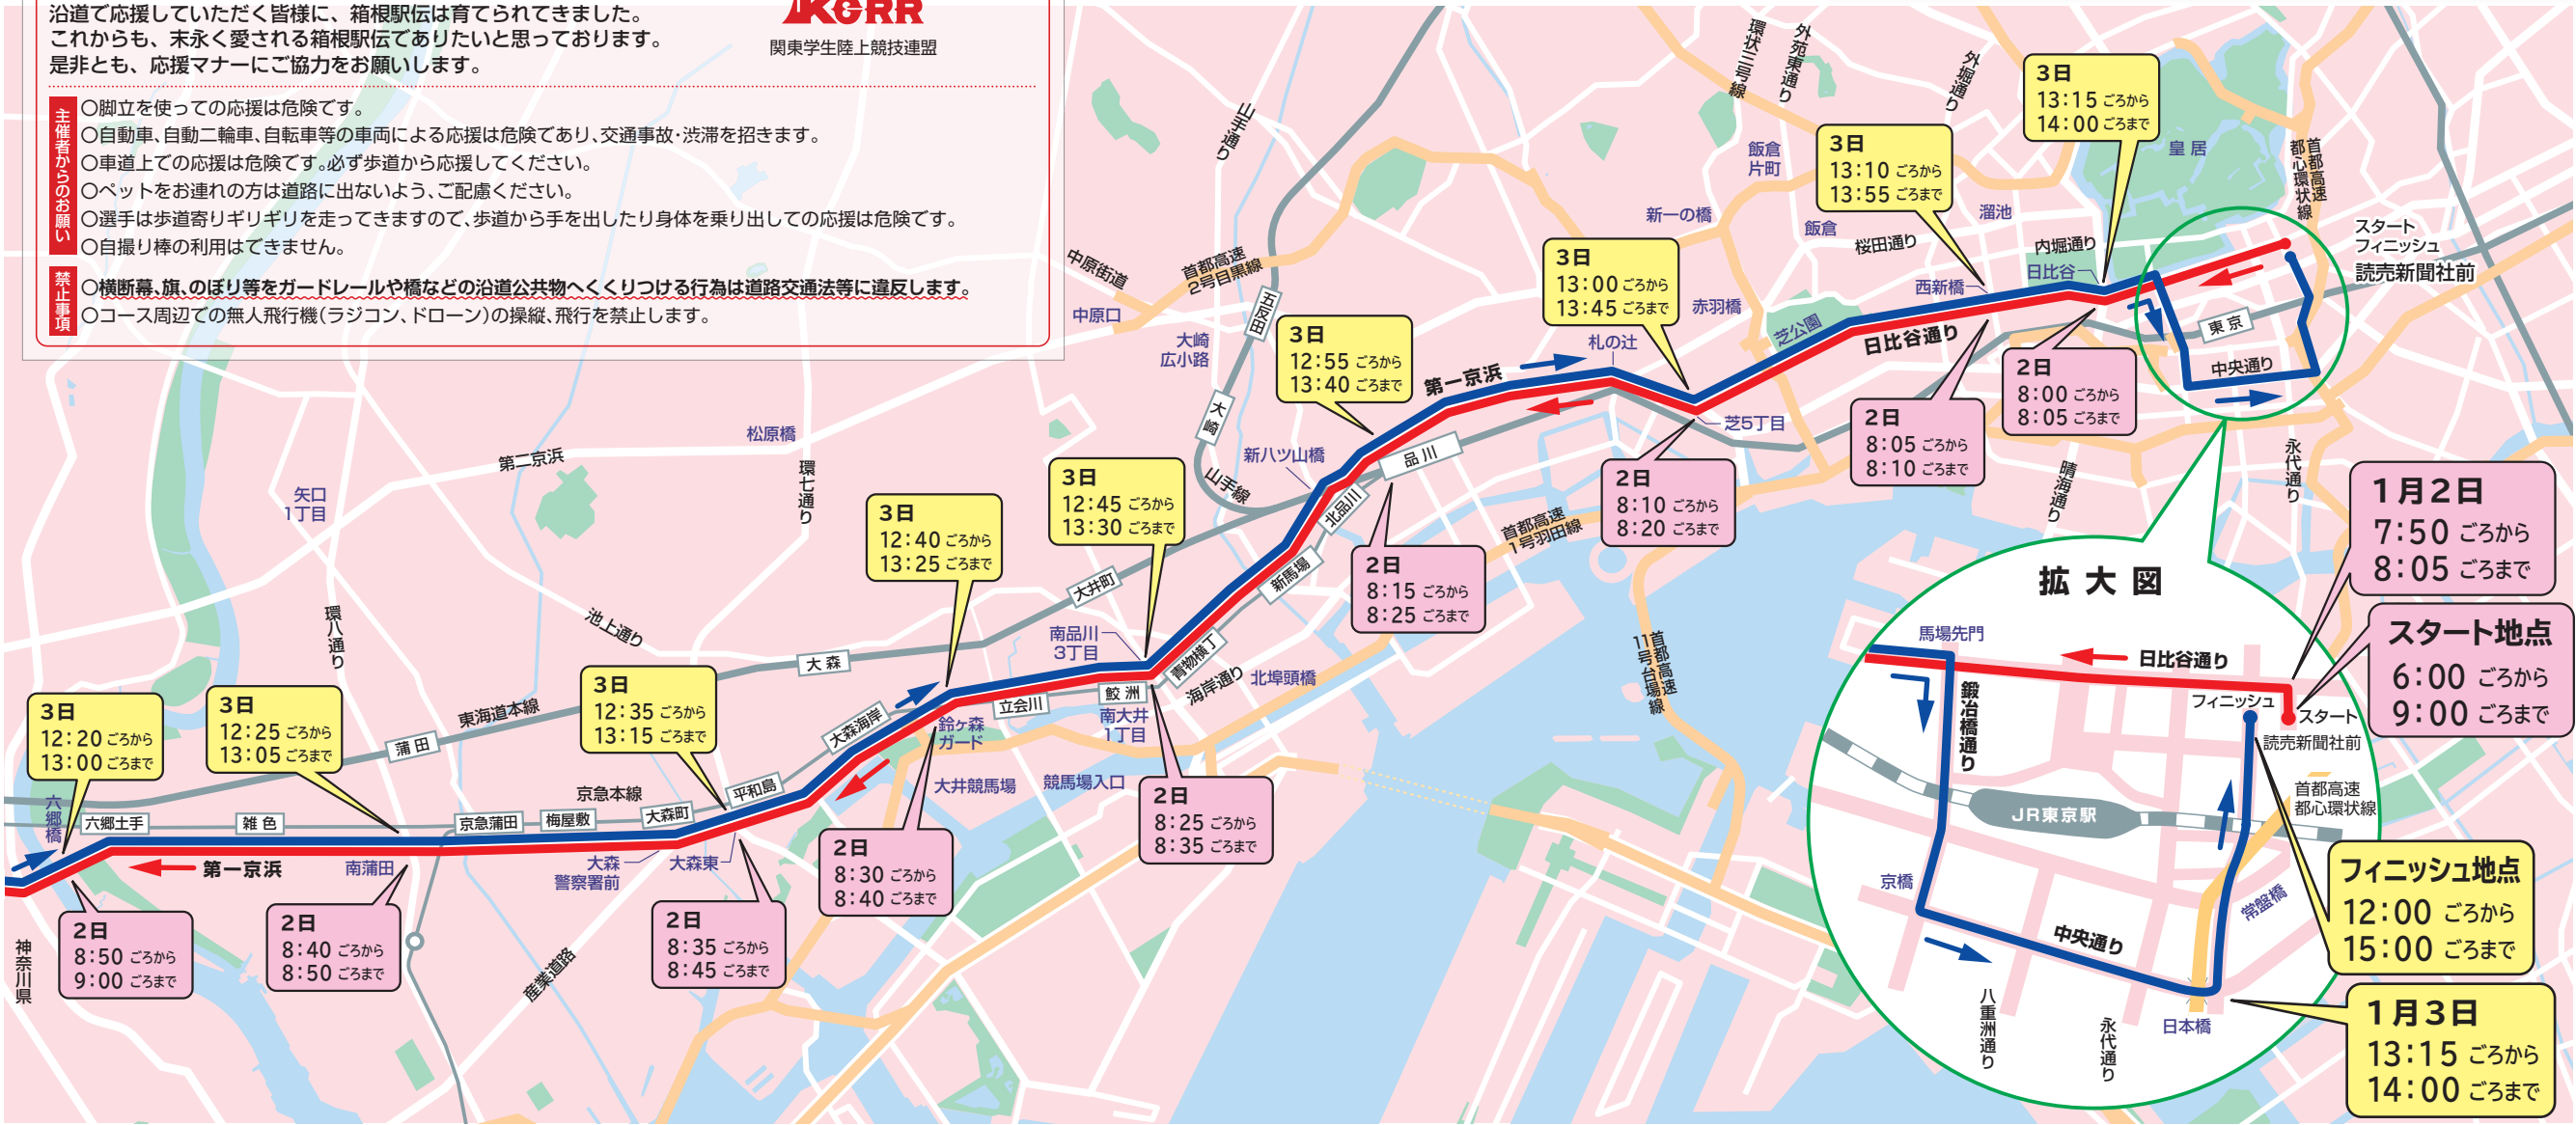 沿道で応援していただく皆様に、箱根駅伝は育てられてきました。
これからも、末永く愛される箱根駅伝でありたいと思っております。
是非とも、応援マナーにご協力をお願いします。
KGRR
関東学生陸上競技連盟
主催者からのお願い
○脚立を使っての応援は危険です。
○自動車、自動二輪車、自転車等の車両による応援は危険であり、交通事故・渋滞を招きます。
○車道上での応援は危険です。必ず歩道から応援してください。
○ペットをお連れの方は道路に出ないよう、ご配慮ください。
○選手は歩道寄りギリギリを走ってきますので、歩道から手を出したり身体を乗り出しての応援は危険です。
○自撮り棒の利用はできません。
禁止事項
○横断幕、旗、のぼり等をガードレールや橋などの沿道公共物へくくりつける行為は道路交通法等に違反します。
○コース周辺での無人飛行機(ラジコン、ドローン)の操縦、飛行を禁止します。
環状三号線
外苑東通り
外堀通り
山手通り
3日
13:15 ごろから
14:00 ごろまで
皇居
首都高速
都心環状線
飯倉
片町
3日
13:10 ごろから
13:55 ごろまで
新一の橋
飯倉
溜池
桜田通り
内堀通り
日比谷
西新橋
スタート
フィニッシュ
読売新聞社前
中原街道
首都高速
2号目黒線
中原口
五反田
大崎
広小路
3日
13:00 ごろから
13:45 ごろまで
赤羽橋
芝公園
札の辻
日比谷通り
東京
中央通り
3日
12:55 ごろから
13:40 ごろまで
第一京浜
芝5丁目
2日
8:00 ごろから
8:05 ごろまで
2日
8:05 ごろから
8:10 ごろまで
永代通り
晴海通り
大崎
品川
新八ツ山橋
山手線
北品川
2日
8:10 ごろから
8:20 ごろまで
首都高速
1号羽田線
松原橋
第二京浜
環七通り
矢口
1丁目
3日
12:40 ごろから
13:25 ごろまで
3日
12:45 ごろから
13:30 ごろまで
2日
8:15 ごろから
8:25 ごろまで
新馬場
大井町
南品川
3丁目
青物横丁
海岸通り
北埠頭橋
首都高速
11号台場線
環八通り
池上通り
大森
鮫洲
立会川
南大井
1丁目
鈴ヶ森
ガード
大森海岸
大井競馬場
競馬場入口
3日
12:20 ごろから
13:00 ごろまで
3日
12:25 ごろから
13:05 ごろまで
3日
12:35 ごろから
13:15 ごろまで
東海道本線
蒲田
京急本線
平和島
大森町
梅屋敷
京急蒲田
雑色
六郷土手
六郷橋
第一京浜
南蒲田
大森
警察署前
大森東
2日
8:25 ごろから
8:35 ごろまで
2日
8:30 ごろから
8:40 ごろまで
2日
8:35 ごろから
8:45 ごろまで
2日
8:40 ごろから
8:50 ごろまで
2日
8:50 ごろから
9:00 ごろまで
神奈川県
産業道路
1月2日
7:50 ごろから
8:05 ごろまで
スタート地点
6:00 ごろから
9:00 ごろまで
拡大図
馬場先門
日比谷通り
鍛冶橋通り
フィニッシュ
スタート
読売新聞社前
首都高速
都心環状線
JR東京駅
京橋
中央通り
常盤橋
八重洲通り
永代通り
日本橋
フィニッシュ地点
12:00 ごろから
15:00 ごろまで
1月3日
13:15 ごろから
14:00 ごろまで